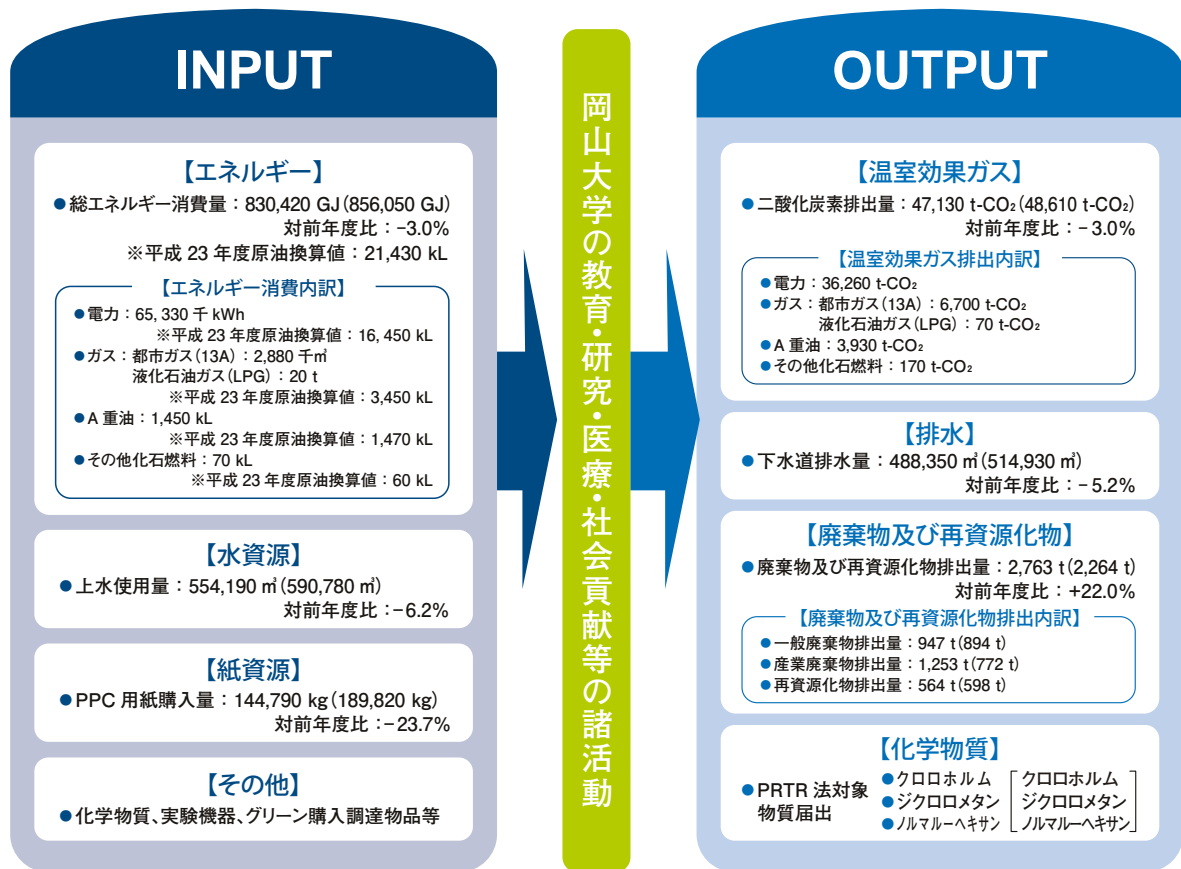 INPUT
【エネルギー】
●総エネルギー消費量：830,420 GJ(856,050 GJ)
対前年度比：−3.0%
※平成 23 年度原油換算値：21,430 kL
【エネルギー消費内訳】
●電力：65, 330 千 kWh
※平成 23 年度原油換算値：16, 450 kL
●ガス：都市ガス(13A)：2,880 千㎥
液化石油ガス(LPG)：20 t
※平成 23 年度原油換算値：3,450 kL
●A 重油：1,450 kL
※平成 23 年度原油換算値：1,470 kL
●その他化石燃料：70 kL
※平成 23 年度原油換算値：60 kL
【水資源】
●上水使用量：554,190 ㎥(590,780 ㎥)
対前年度比：−6.2%
【紙資源】
●PPC 用紙購入量：144,790 kg(189,820 kg)
対前年度比：−23.7%
【その他】
●化学物質、実験機器、グリーン購入調達物品等
岡山大学の教育・研究・医療・社会貢献等の諸活動
OUTPUT
【温室効果ガス】
●二酸化炭素排出量：47,130 t-CO₂(48,610 t-CO₂)
対前年度比：−3.0%
【温室効果ガス排出内訳】
●電力：36,260 t-CO₂
●ガス：都市ガス(13A)：6,700 t-CO₂
液化石油ガス(LPG)：70 t-CO₂
●A 重油：3,930 t-CO₂
●その他化石燃料：170 t-CO₂
【排水】
●下水道排水量：488,350 ㎥(514,930 ㎥)
対前年度比：−5.2%
【廃棄物及び再資源化物】
●廃棄物及び再資源化物排出量：2,763 t(2,264 t)
対前年度比：+22.0%
【廃棄物及び再資源化物排出内訳】
●一般廃棄物排出量：947 t(894 t)
●産業廃棄物排出量：1,253 t(772 t)
●再資源化物排出量：564 t(598 t)
【化学物質】
●PRTR 法対象
物質届出
●クロロホルム
●ジクロロメタン
●ノルマルーヘキサン
[クロロホルム
ジクロロメタン
ノルマルーヘキサン]